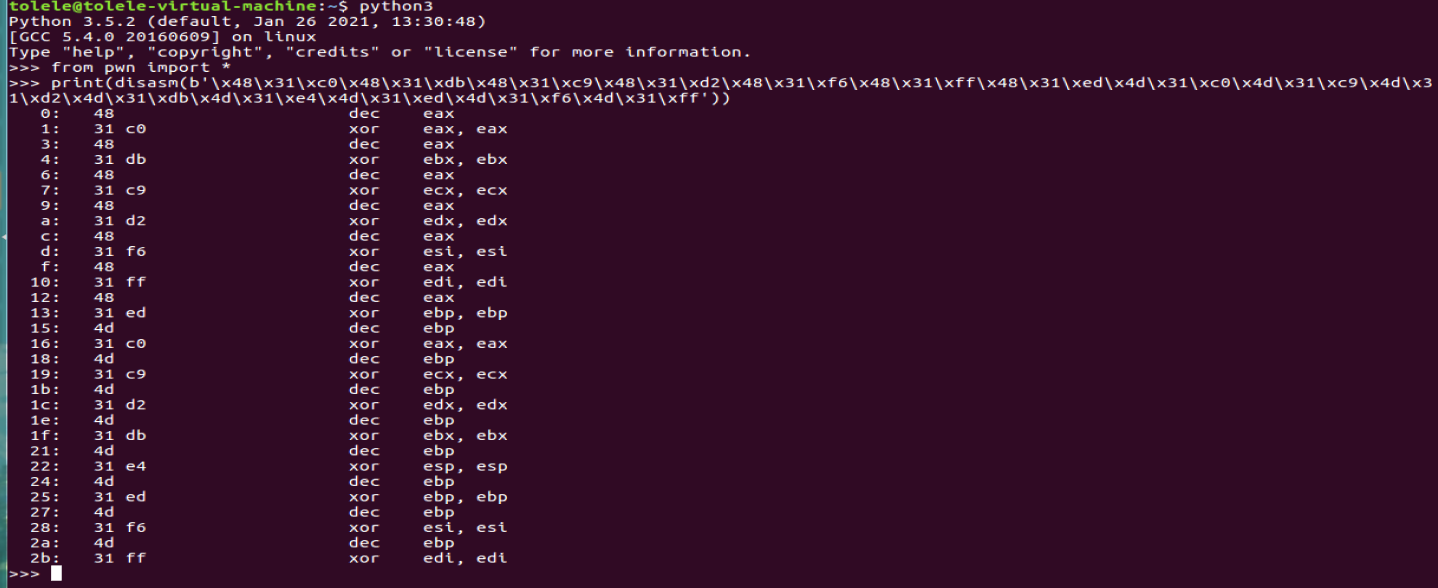 tolele@tolele-virtual-machine:~$ python3
Python 3.5.2 (default, Jan 26 2021, 13:30:48)
[GCC 5.4.0 20160609] on linux
Type "help", "copyright", "credits" or "license" for more information.
>>> from pwn import *
>>> print(disasm(b'\x48\x31\xc0\x48\x31\xdb\x48\x31\xc9\x48\x31\xd2\x48\x31\xf6\x48\x31\xff\x48\x31\xed\x4d\x31\xc0\x4d\x31\xc9\x4d\x3
1\xd2\x4d\x31\xdb\x4d\x31\xe4\x4d\x31\xed\x4d\x31\xf6\x4d\x31\xff'))
   0:   48                      dec    eax
   1:   31 c0                   xor    eax, eax
   3:   48                      dec    eax
   4:   31 db                   xor    ebx, ebx
   6:   48                      dec    eax
   7:   31 c9                   xor    ecx, ecx
   9:   48                      dec    eax
   a:   31 d2                   xor    edx, edx
   c:   48                      dec    eax
   d:   31 f6                   xor    esi, esi
   f:   48                      dec    eax
  10:   31 ff                   xor    edi, edi
  12:   48                      dec    eax
  13:   31 ed                   xor    ebp, ebp
  15:   4d                      dec    ebp
  16:   31 c0                   xor    eax, eax
  18:   4d                      dec    ebp
  19:   31 c9                   xor    ecx, ecx
  1b:   4d                      dec    ebp
  1c:   31 d2                   xor    edx, edx
  1e:   4d                      dec    ebp
  1f:   31 db                   xor    ebx, ebx
  21:   4d                      dec    ebp
  22:   31 e4                   xor    esp, esp
  24:   4d                      dec    ebp
  25:   31 ed                   xor    ebp, ebp
  27:   4d                      dec    ebp
  28:   31 f6                   xor    esi, esi
  2a:   4d                      dec    ebp
  2b:   31 ff                   xor    edi, edi
>>>